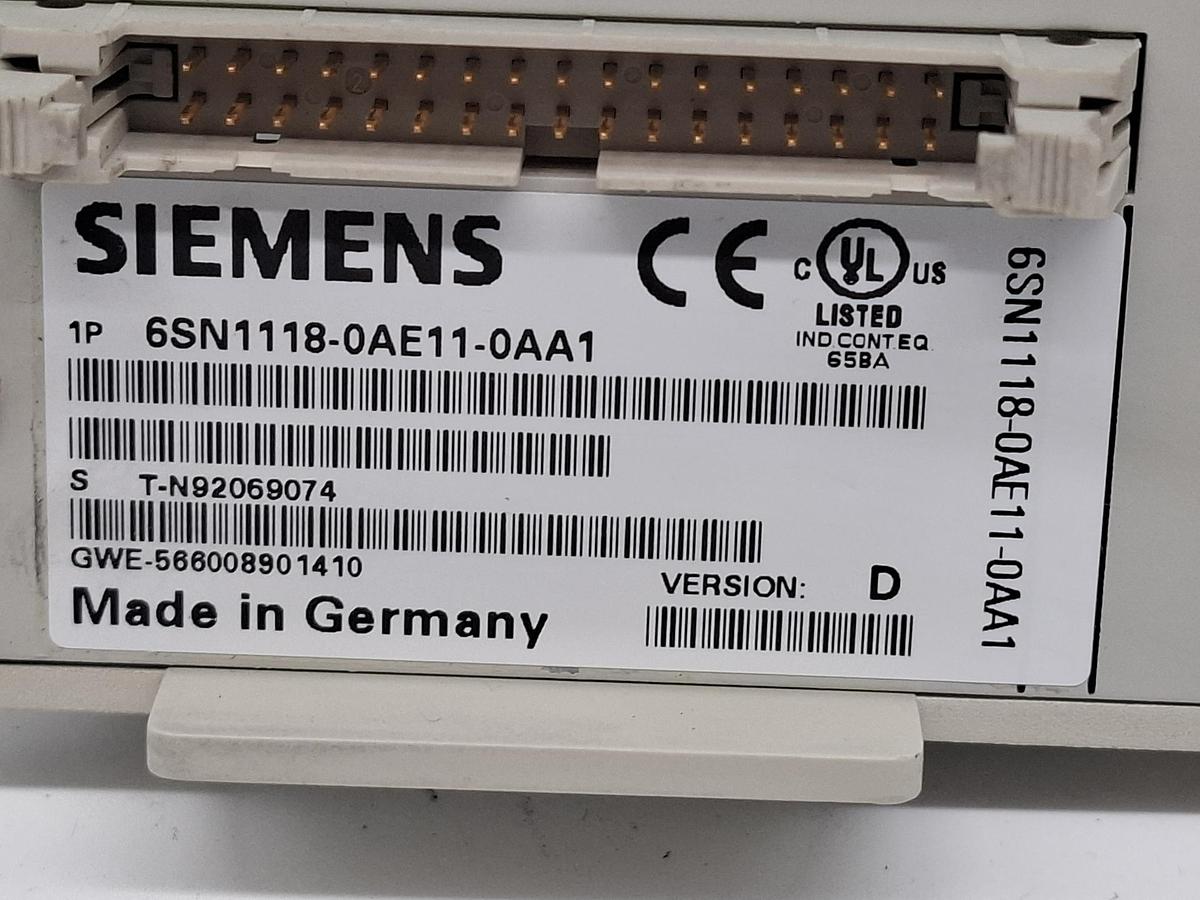 SIEMENS
CE
C UL US
LISTED
IND CONT.EQ.
65BA
1P 6SN1118-0AE11-0AA1
S T-N92069074
GWE-566008901410
VERSION: D
Made in Germany
6SN1118-0AE11-0AA1